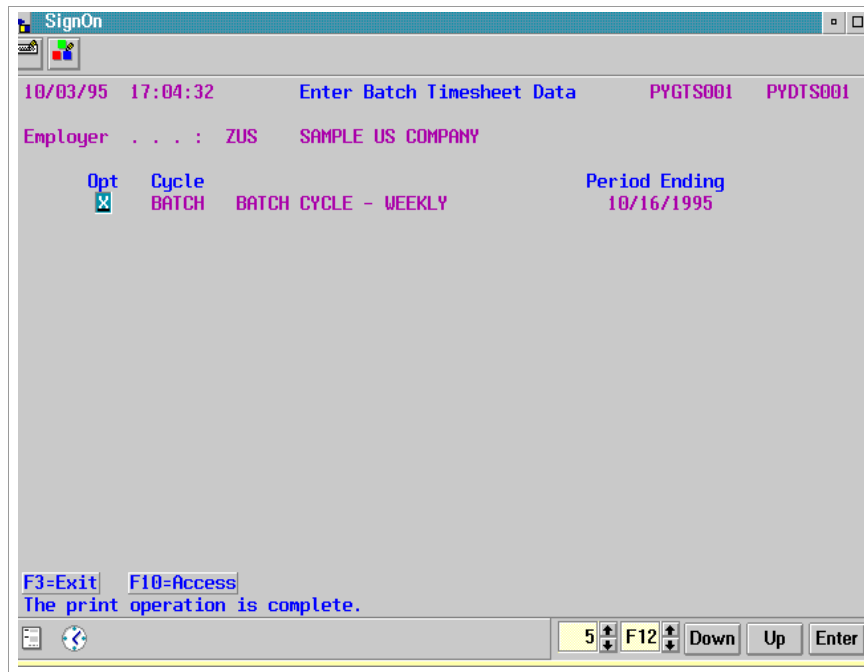 SignOn
10/03/95 17:04:32 Enter Batch Timesheet Data PYGTS001 PYDTS001
Employer . . . : ZUS SAMPLE US COMPANY
Opt Cycle Period Ending
X BATCH BATCH CYCLE - WEEKLY 10/16/1995
F3=Exit F10=Access
The print operation is complete.
5 F12 Down Up Enter